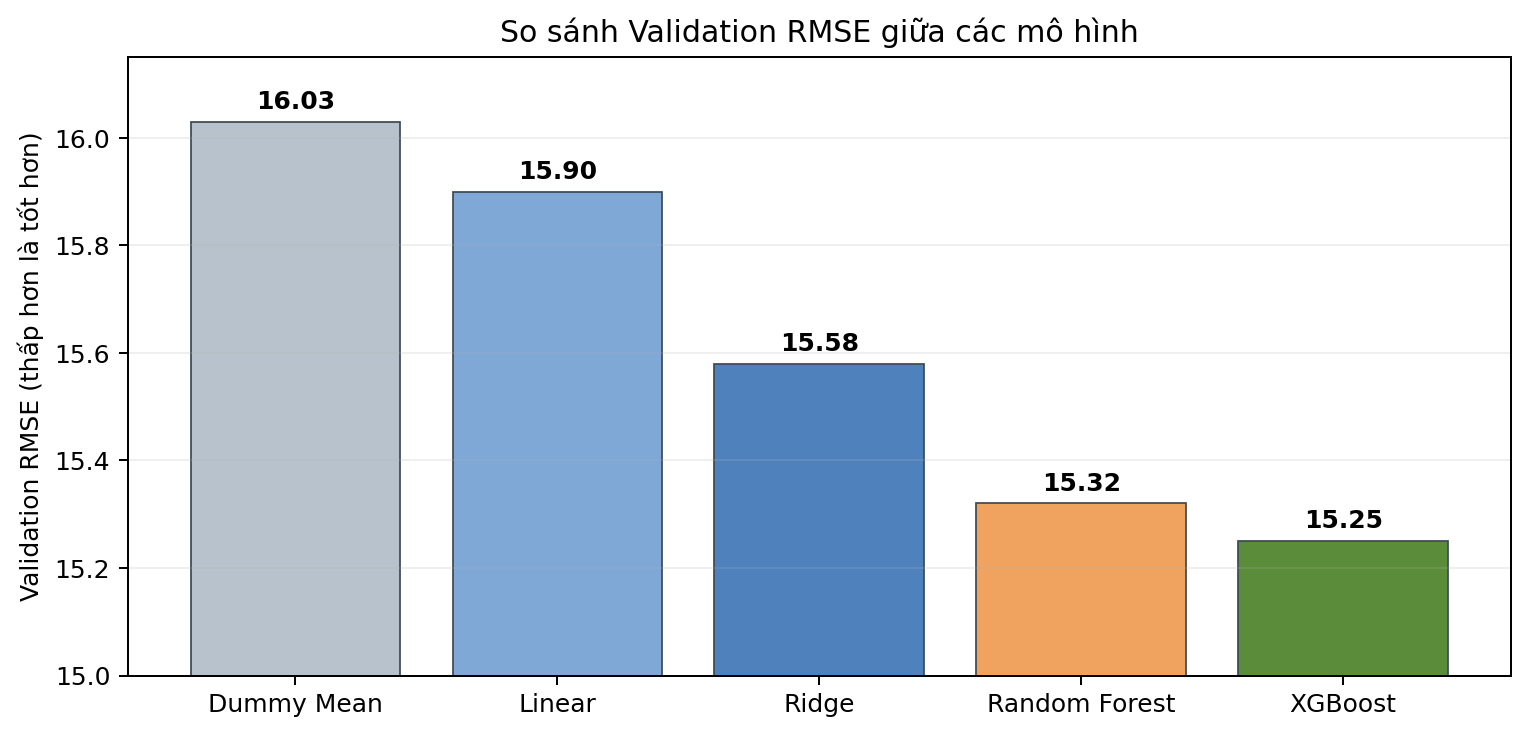 So sánh Validation RMSE giữa các mô hình
Validation RMSE (thấp hơn là tốt hơn)
16.0
15.8
15.6
15.4
15.2
15.0
16.03
15.90
15.58
15.32
15.25
Dummy Mean
Linear
Ridge
Random Forest
XGBoost